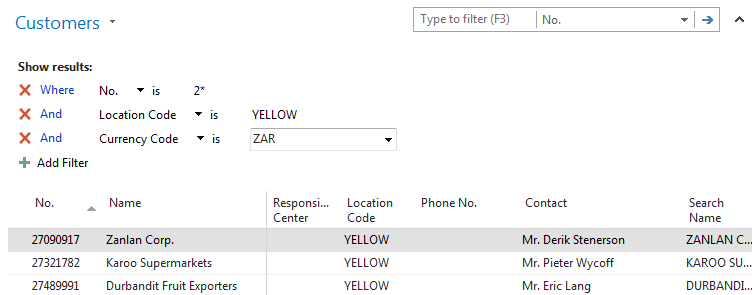 Customers
Type to filter (F3) No.
Show results:
Where No. is 2*
And Location Code is YELLOW
And Currency Code is ZAR
Add Filter
No. Name Responsi... Center Location Code Phone No. Contact Search Name
27090917 Zanlan Corp. YELLOW Mr. Derik Stenerson ZANLAN C...
27321782 Karoo Supermarkets YELLOW Mr. Pieter Wycoff KAROO SU...
27489991 Durbandit Fruit Exporters YELLOW Mr. Eric Lang DURBANDI...